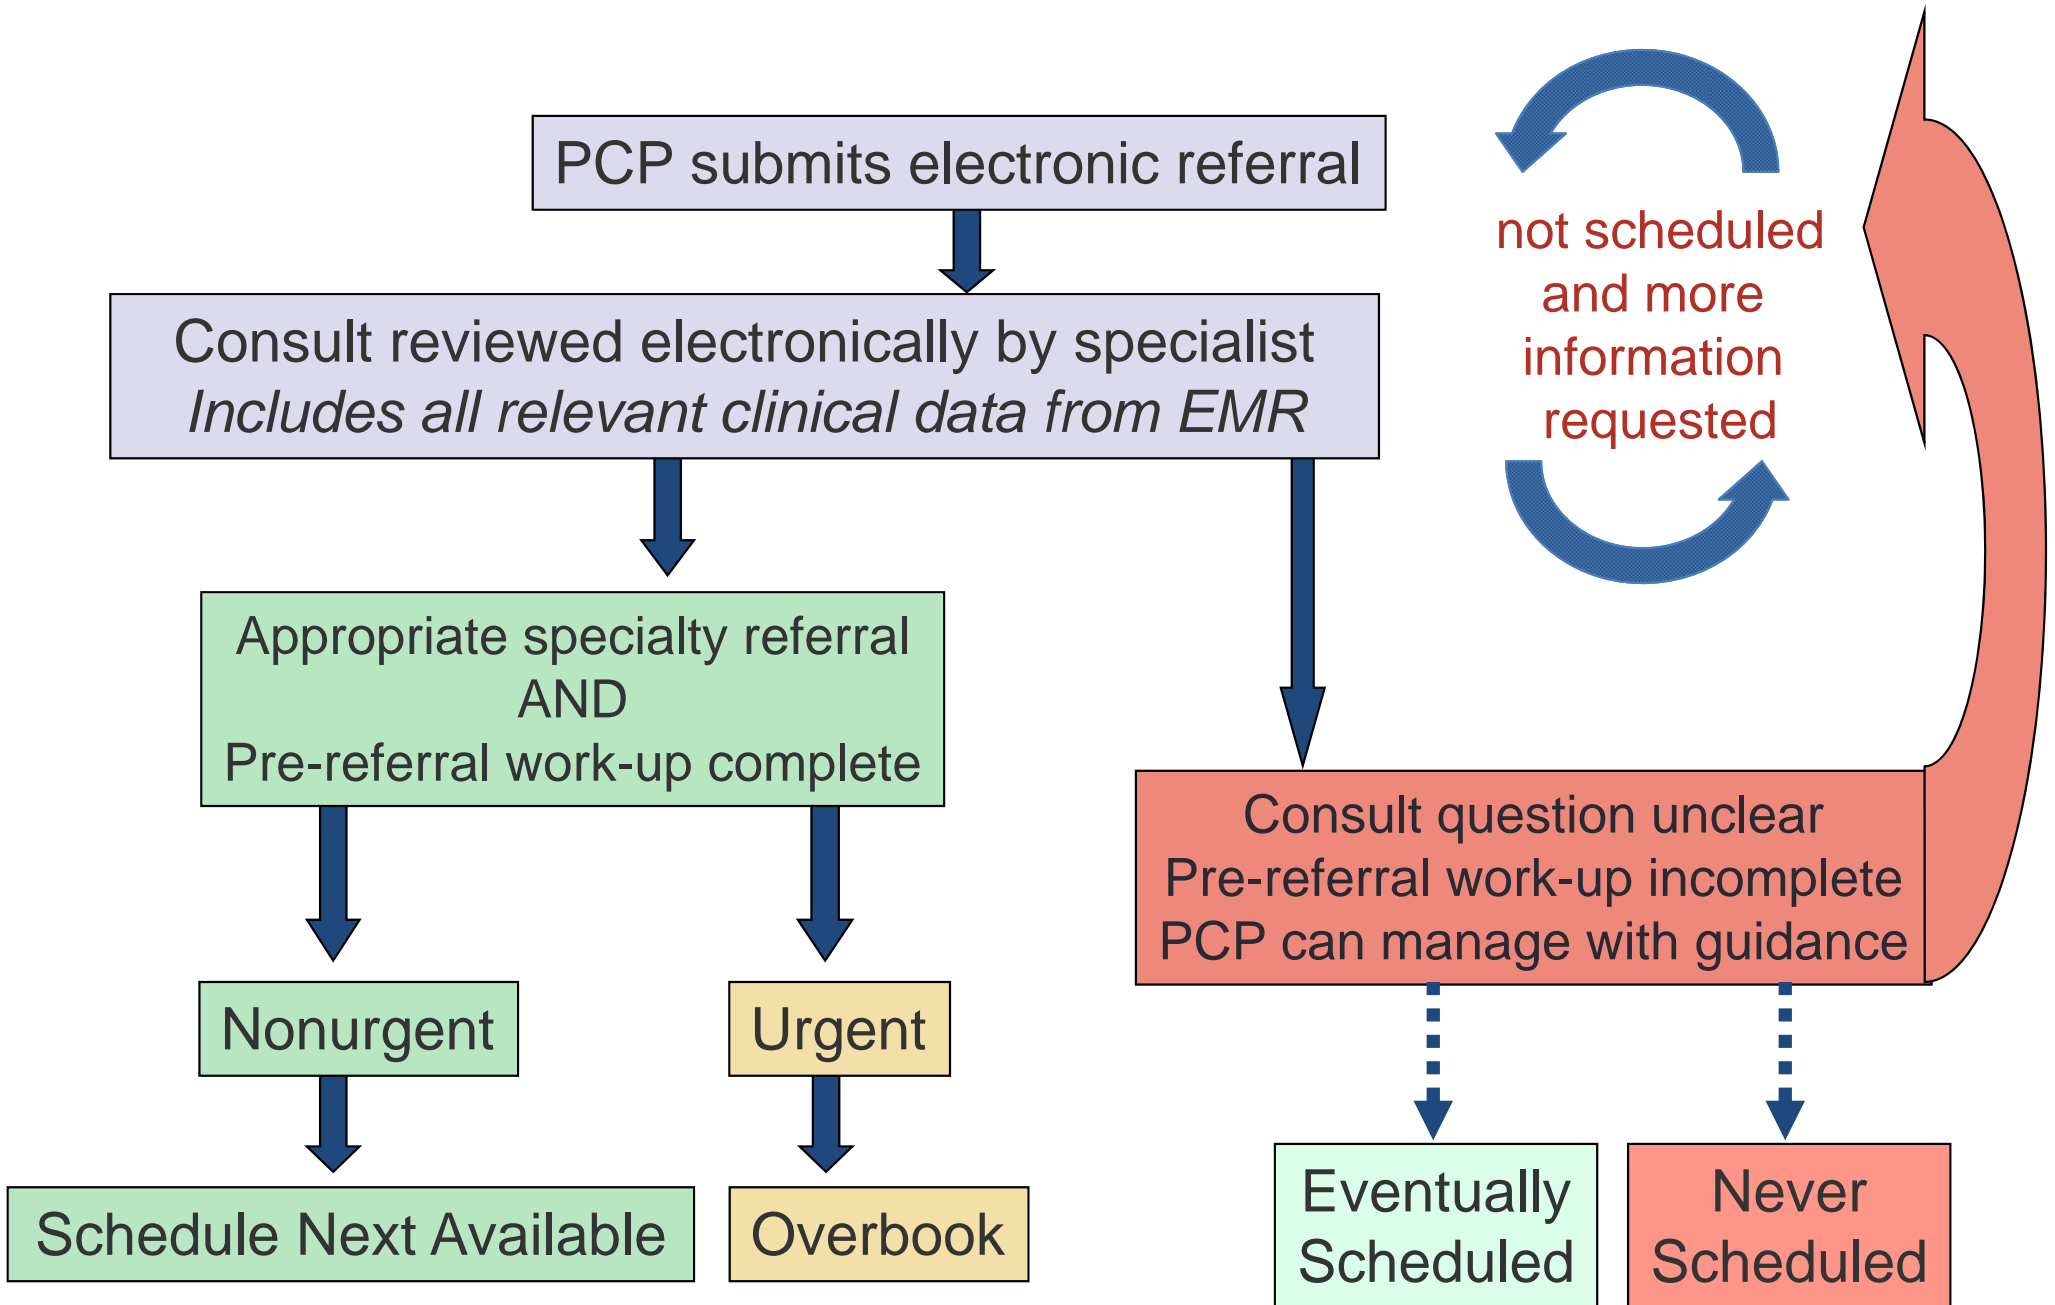 PCP submits electronic referral
not scheduled
and more
information
requested
Consult reviewed electronically by specialist
Includes all relevant clinical data from EMR
Appropriate specialty referral
AND
Pre-referral work-up complete
Consult question unclear
Pre-referral work-up incomplete
PCP can manage with guidance
Nonurgent
Urgent
Schedule Next Available
Overbook
Eventually
Scheduled
Never
Scheduled